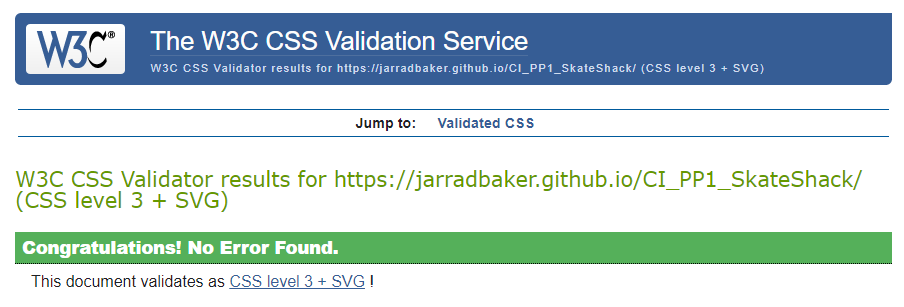 W3C®
The W3C CSS Validation Service
W3C CSS Validator results for https://jarradbaker.github.io/CI_PP1_SkateShack/ (CSS level 3 + SVG)
Jump to: Validated CSS
W3C CSS Validator results for https://jarradbaker.github.io/CI_PP1_SkateShack/
(CSS level 3 + SVG)
Congratulations! No Error Found.
This document validates as CSS level 3 + SVG !